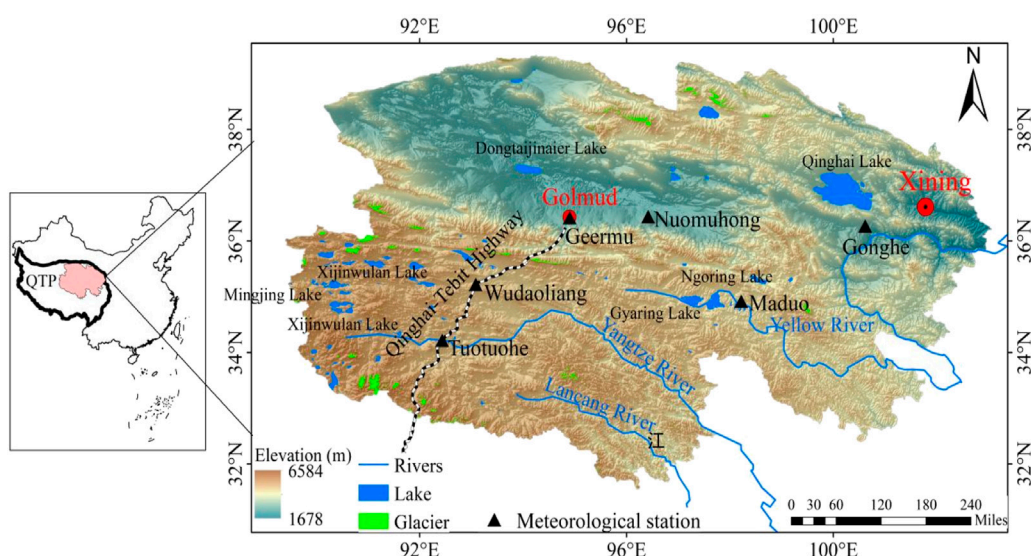 92°E 96°E 100°E
N
38°N 38°N
Dongtaijinaier Lake
Qinghai Lake
Xining
Golmud
Geermu
Nuomuhong
Gonghe
36°N 36°N
Qinghai Tebit Highway
QTP
Xijinwulan Lake
Ngoring Lake
Mingjing Lake
Wudaoliang
Gyaring Lake
Maduo
Xijinwulan Lake
Yellow River
Tuotuohe
Yangtze River
34°N 34°N
Lancang River
江
32°N 32°N
Elevation (m)
6584
1678
Rivers
Lake
Glacier
Meteorological station
0 30 60 120 180 240
Miles
92°E 96°E 100°E